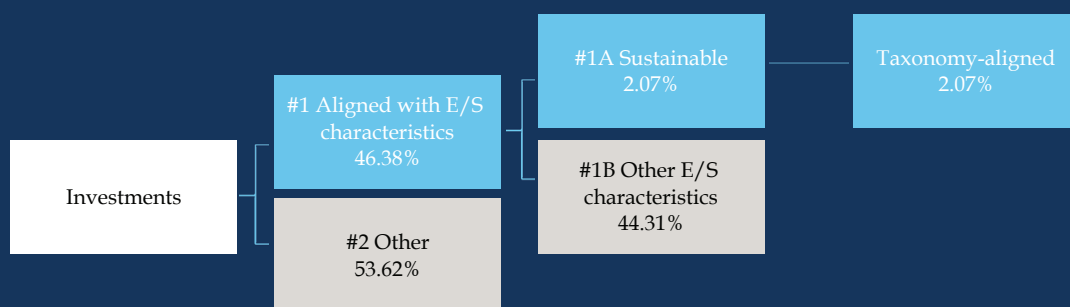 Investments
#1 Aligned with E/S
characteristics
46.38%
#2 Other
53.62%
#1A Sustainable
2.07%
#1B Other E/S
characteristics
44.31%
Taxonomy-aligned
2.07%